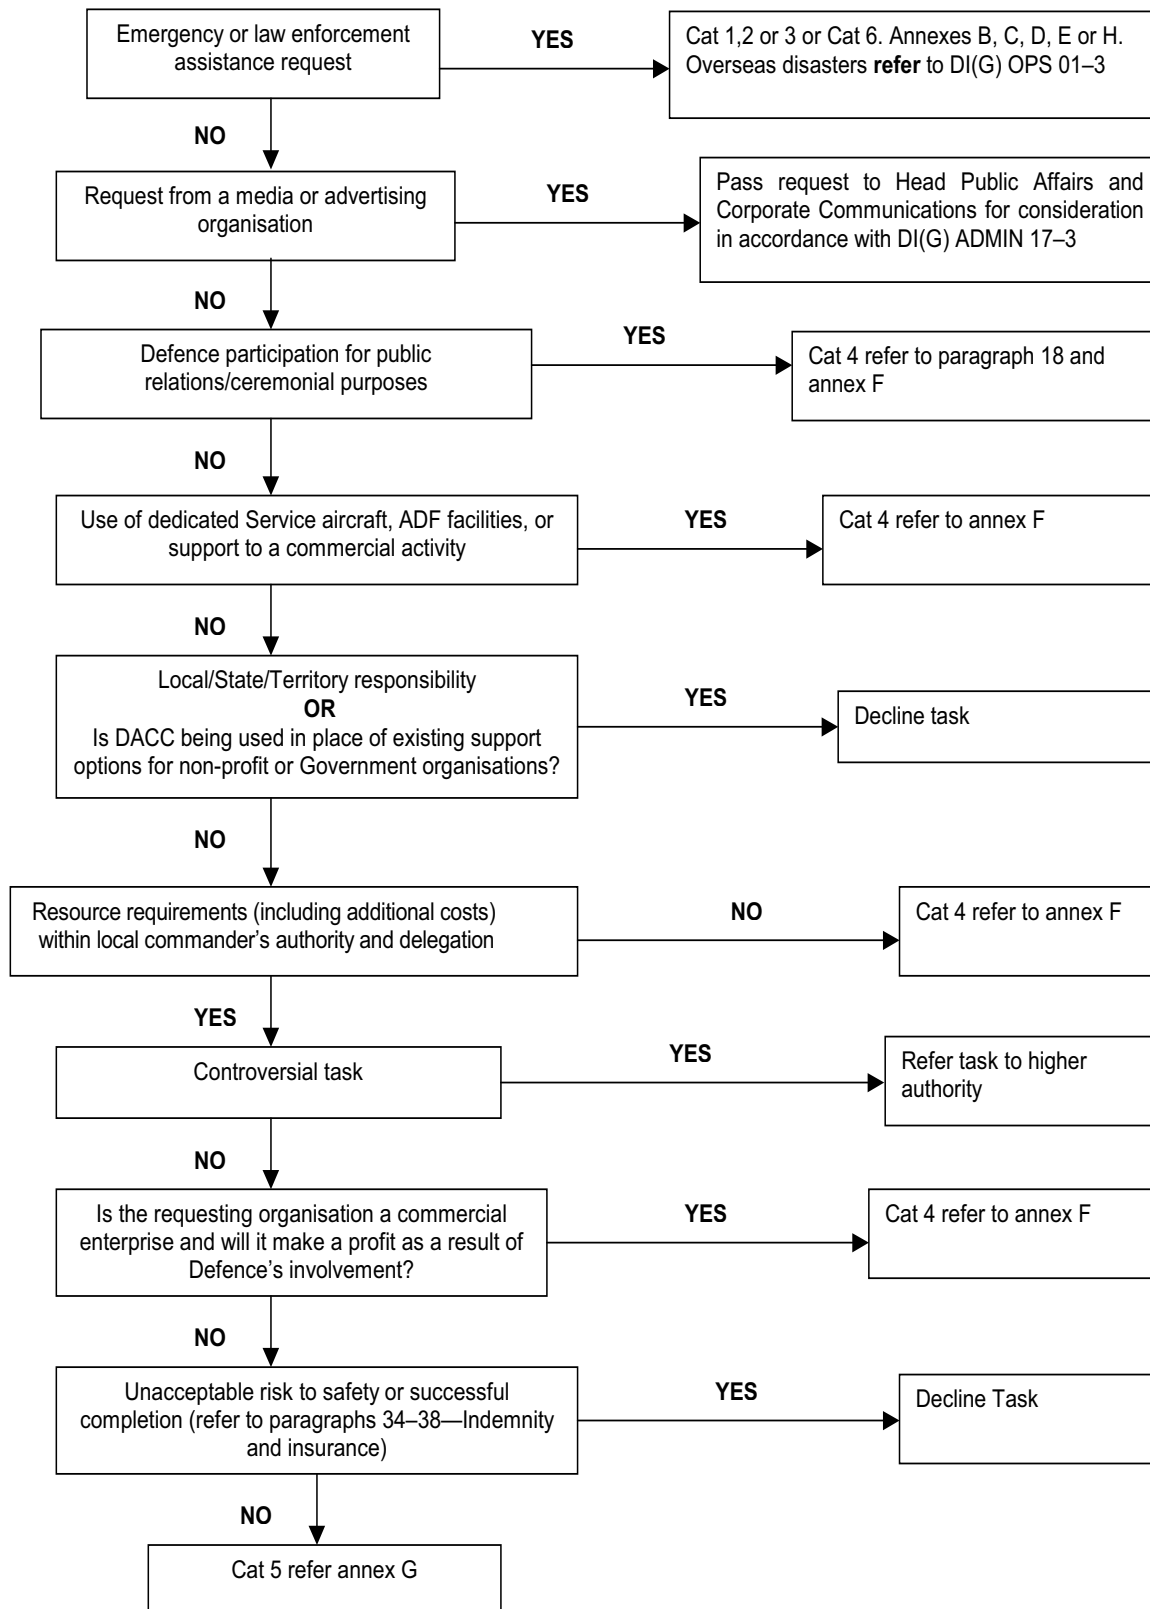 Emergency or law enforcement
assistance request
YES
Cat 1,2 or 3 or Cat 6. Annexes B, C, D, E or H.
Overseas disasters refer to DI(G) OPS 01–3
NO
Request from a media or advertising
organisation
YES
Pass request to Head Public Affairs and
Corporate Communications for consideration
in accordance with DI(G) ADMIN 17–3
NO
Defence participation for public
relations/ceremonial purposes
YES
Cat 4 refer to paragraph 18 and
annex F
NO
Use of dedicated Service aircraft, ADF facilities, or
support to a commercial activity
YES
Cat 4 refer to annex F
NO
Local/State/Territory responsibility
OR
Is DACC being used in place of existing support
options for non-profit or Government organisations?
YES
Decline task
NO
Resource requirements (including additional costs)
within local commander’s authority and delegation
NO
Cat 4 refer to annex F
YES
Controversial task
YES
Refer task to higher
authority
NO
Is the requesting organisation a commercial
enterprise and will it make a profit as a result of
Defence’s involvement?
YES
Cat 4 refer to annex F
NO
Unacceptable risk to safety or successful
completion (refer to paragraphs 34–38—Indemnity
and insurance)
YES
Decline Task
NO
Cat 5 refer annex G